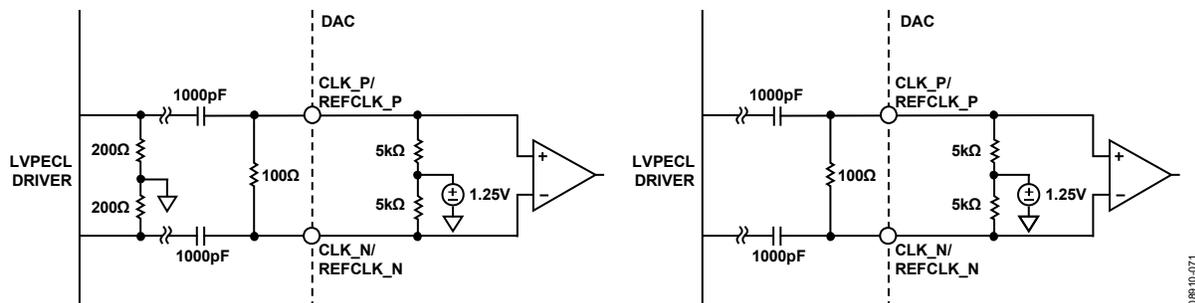 DAC
CLK_P/
REFCLK_P
1000pF
200Ω
5kΩ
LVPECL
DRIVER
100Ω
+
1.25V
200Ω
5kΩ
–
1000pF
CLK_N/
REFCLK_N
DAC
CLK_P/
REFCLK_P
1000pF
5kΩ
LVPECL
DRIVER
100Ω
+
1.25V
5kΩ
–
1000pF
CLK_N/
REFCLK_N